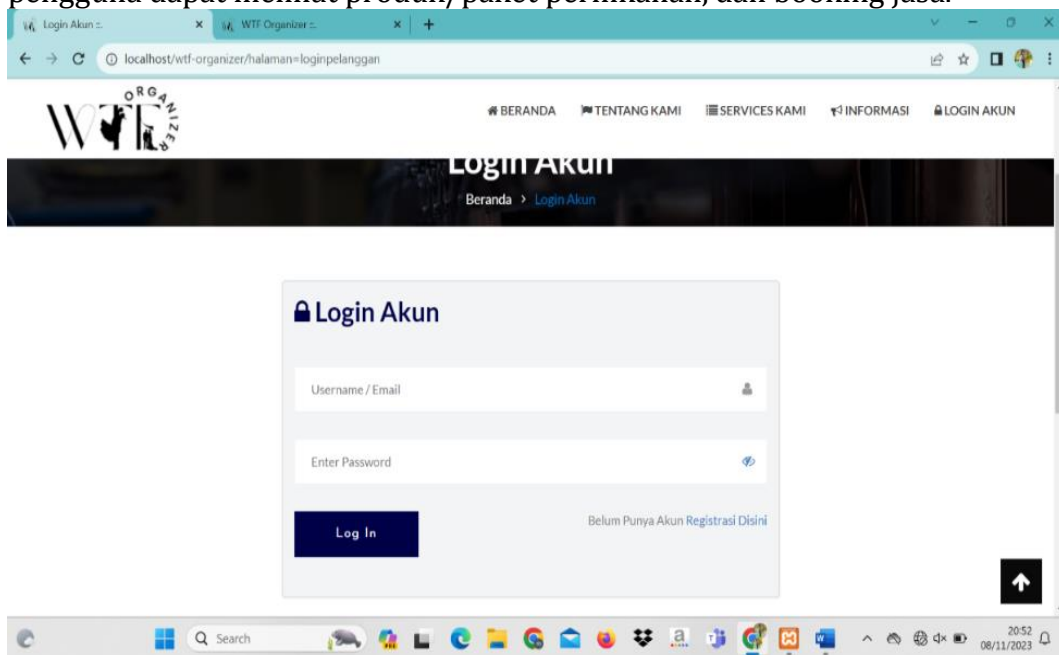 pengguna dapat melihat produk/paket pernikahan, dan booking jasa.
Login Akun ::.
WTF Organizer ::.
localhost/wtf-organizer/halaman=loginpelanggan
WTF ORGANIZER
BERANDA TENTANG KAMI SERVICES KAMI INFORMASI LOGIN AKUN
Login Akun
Beranda > Login Akun
Login Akun
Username / Email
Enter Password
Log In
Belum Punya Akun Registrasi Disini
Search
20:52
08/11/2023